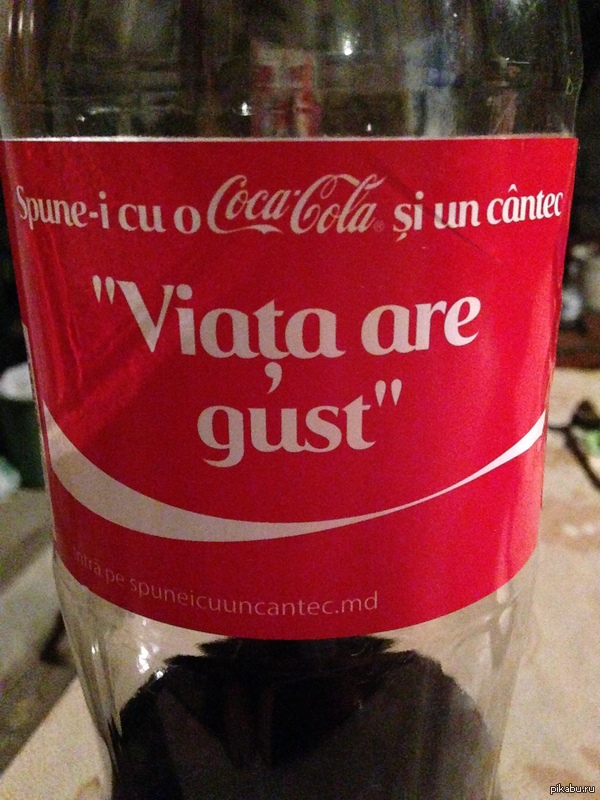 Spune-i cu o Coca-Cola® și un cântec
"Viața are
gust"
intră pe spuneicuuncantec.md
pikabu.ru